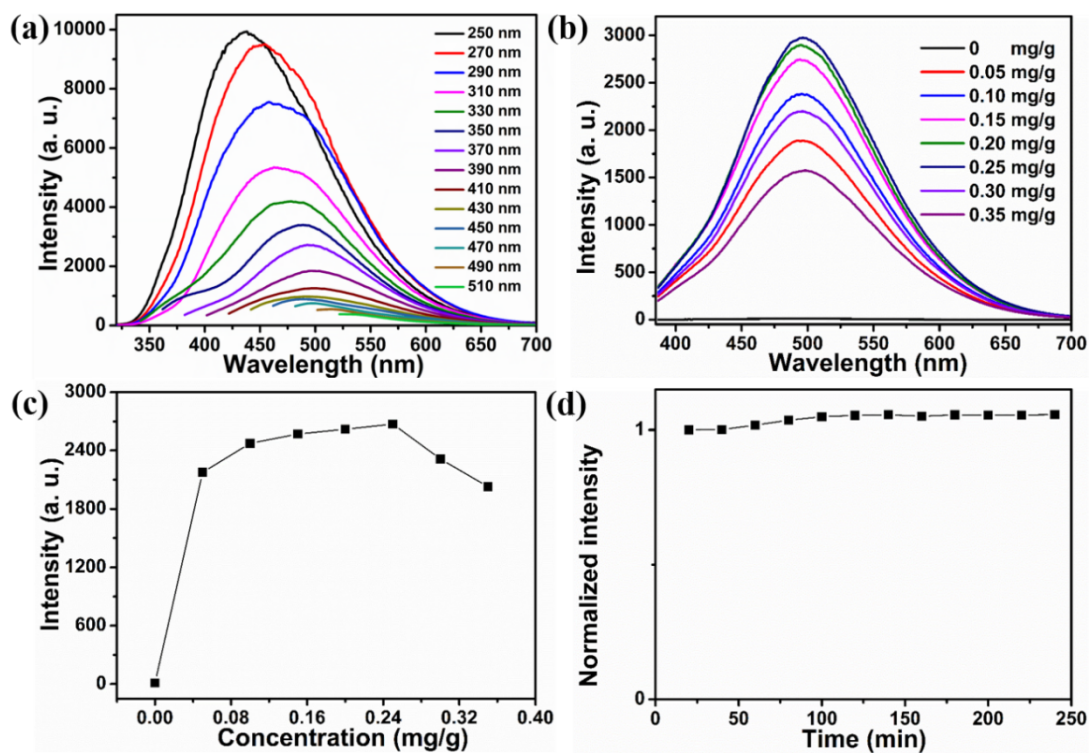 (a)
10000
8000
6000
4000
2000
0
Intensity (a. u.)
350 400 450 500 550 600 650 700
Wavelength (nm)
250 nm
270 nm
290 nm
310 nm
330 nm
350 nm
370 nm
390 nm
410 nm
430 nm
450 nm
470 nm
490 nm
510 nm
(b)
3000
2500
2000
1500
1000
500
0
Intensity (a. u.)
400 450 500 550 600 650 700
Wavelength (nm)
0 mg/g
0.05 mg/g
0.10 mg/g
0.15 mg/g
0.20 mg/g
0.25 mg/g
0.30 mg/g
0.35 mg/g
(c)
3000
2400
1800
1200
600
0
Intensity (a. u.)
0.00 0.08 0.16 0.24 0.32 0.40
Concentration (mg/g)
(d)
1
0
Normalized intensity
0 50 100 150 200 250
Time (min)